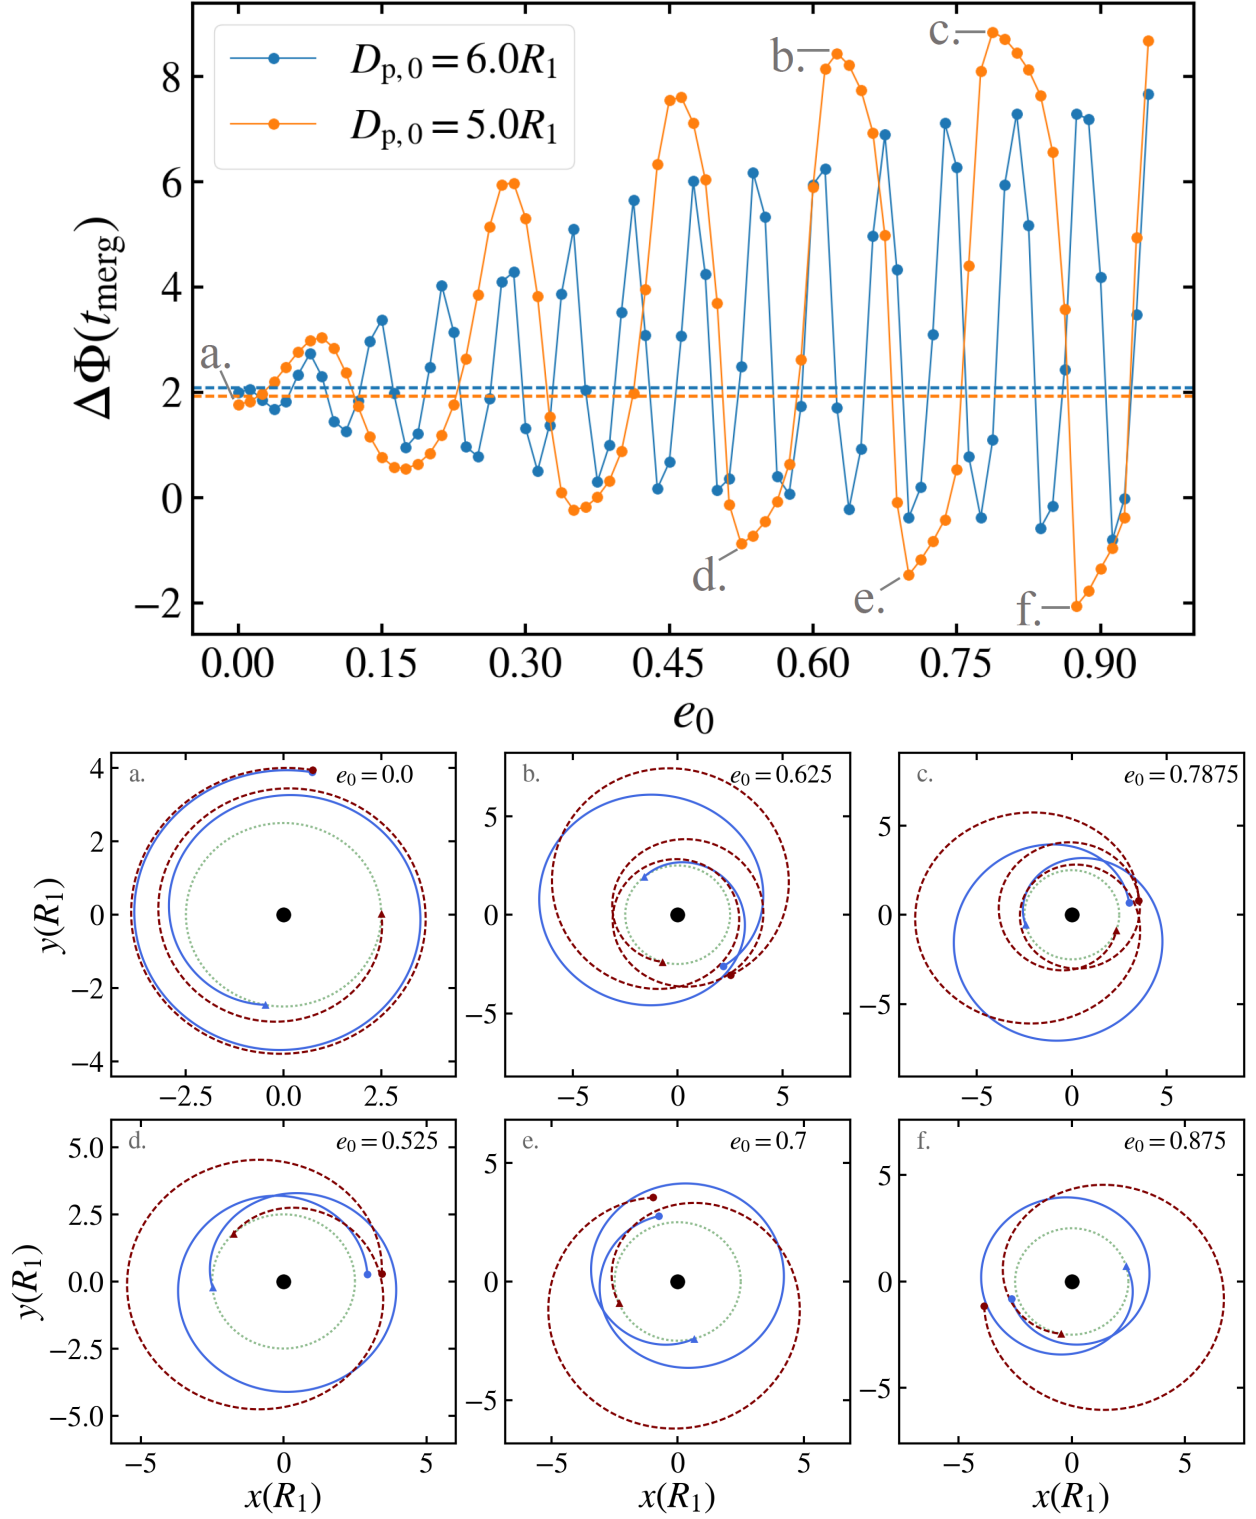 D_p,0 = 6.0R_1
D_p,0 = 5.0R_1
ΔΦ(t_merg)
8
6
4
2
0
−2
a.
b.
c.
d.
e.
f.
0.00 0.15 0.30 0.45 0.60 0.75 0.90
e_0
a. e_0 = 0.0
y(R_1)
4
2
0
−2
−4
−2.5 0.0 2.5
b. e_0 = 0.625
5
0
−5
−5 0 5
c. e_0 = 0.7875
5
0
−5
−5 0 5
d. e_0 = 0.525
y(R_1)
5.0
2.5
0.0
−2.5
−5.0
−5 0 5
x(R_1)
e. e_0 = 0.7
5
0
−5
−5 0 5
x(R_1)
f. e_0 = 0.875
5
0
−5
−5 0 5
x(R_1)